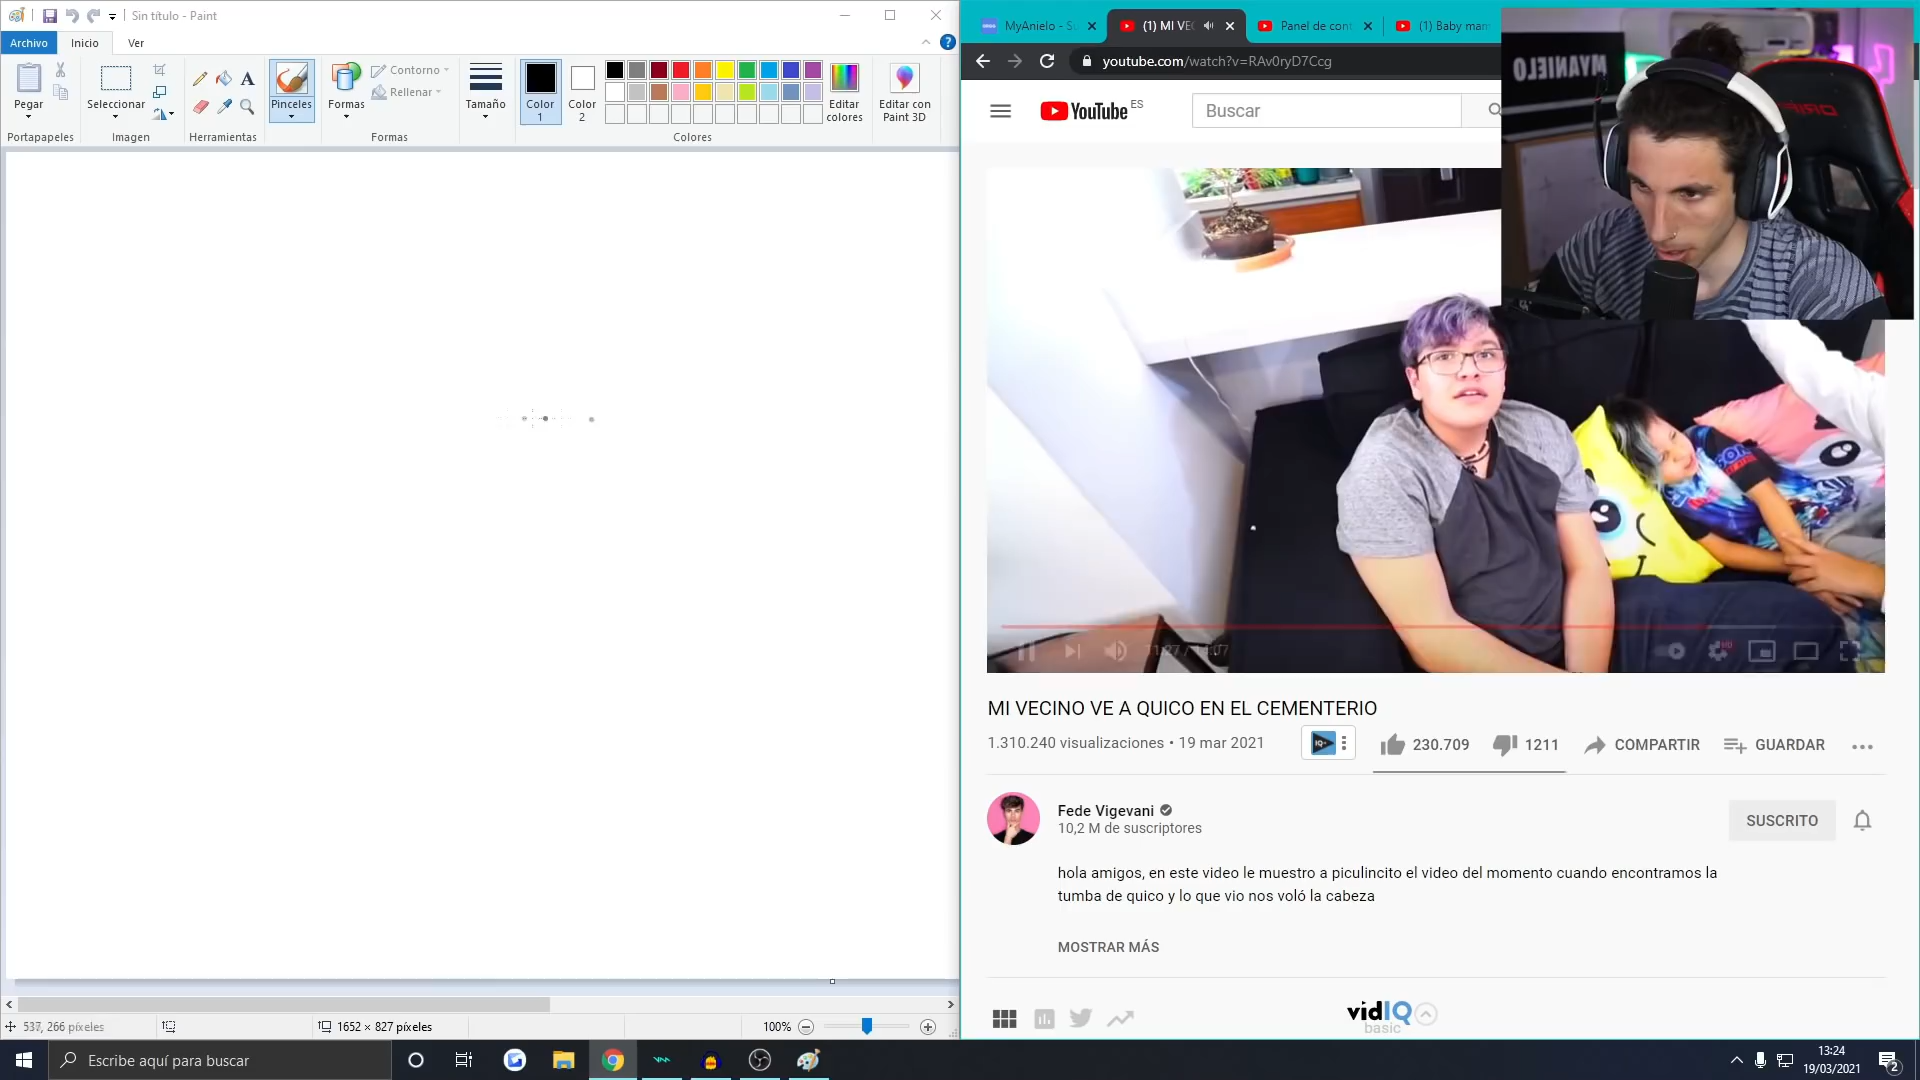 Sin título - Paint
Archivo Inicio Ver
Pegar
Seleccionar
Pinceles
Formas
Contorno
Rellenar
Tamaño
Color 1
Color 2
Editar colores
Editar con Paint 3D
Portapapeles Imagen Herramientas Formas Colores
1652 × 827 píxeles
100%
MyAnielo - S
(1) MI VEC
Panel de cont
(1) Baby mam
youtube.com/watch?v=RAv0ryD7Ccg
YouTube ES
Buscar
MYANIELO
MI VECINO VE A QUICO EN EL CEMENTERIO
1.310.240 visualizaciones • 19 mar 2021
230.709
1211
COMPARTIR
GUARDAR
Fede Vigevani
10,2 M de suscriptores
SUSCRITO
hola amigos, en este video le muestro a piculincito el video del momento cuando encontramos la
tumba de quico y lo que vio nos voló la cabeza
MOSTRAR MÁS
vidIQ
basic
Escribe aquí para buscar
13:24
19/03/2021
2